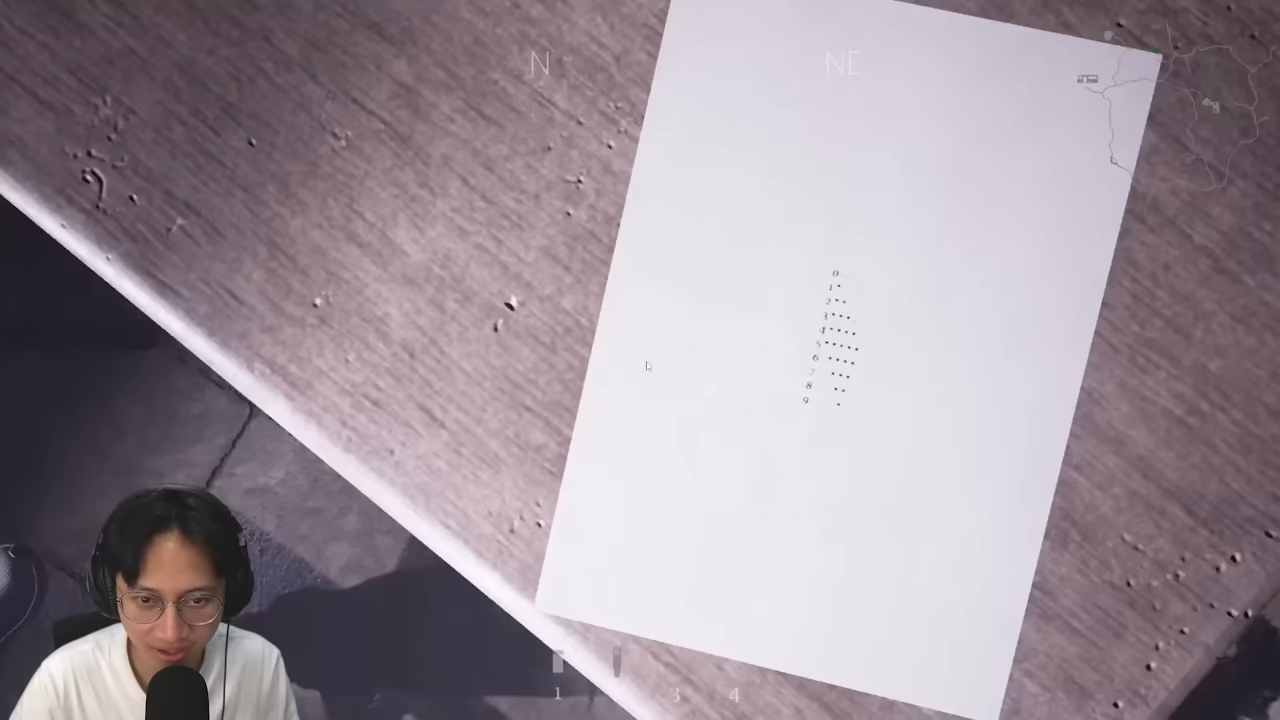 N NE
0
1 •
2 • •
3 • • •
4 • • • •
5 • • • • •
6 • • • •
7 • • •
8 • •
9 •
1 3 4